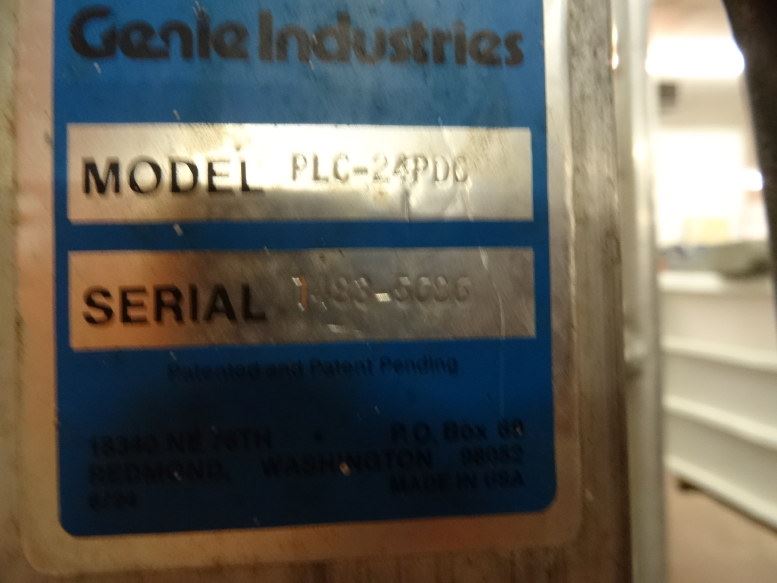 Genie Industries
MODEL PLC-24PDC
SERIAL
Patented and Patent Pending
18340 NE 76TH • P.O. Box 69
REDMOND, WASHINGTON 98052
MADE IN USA